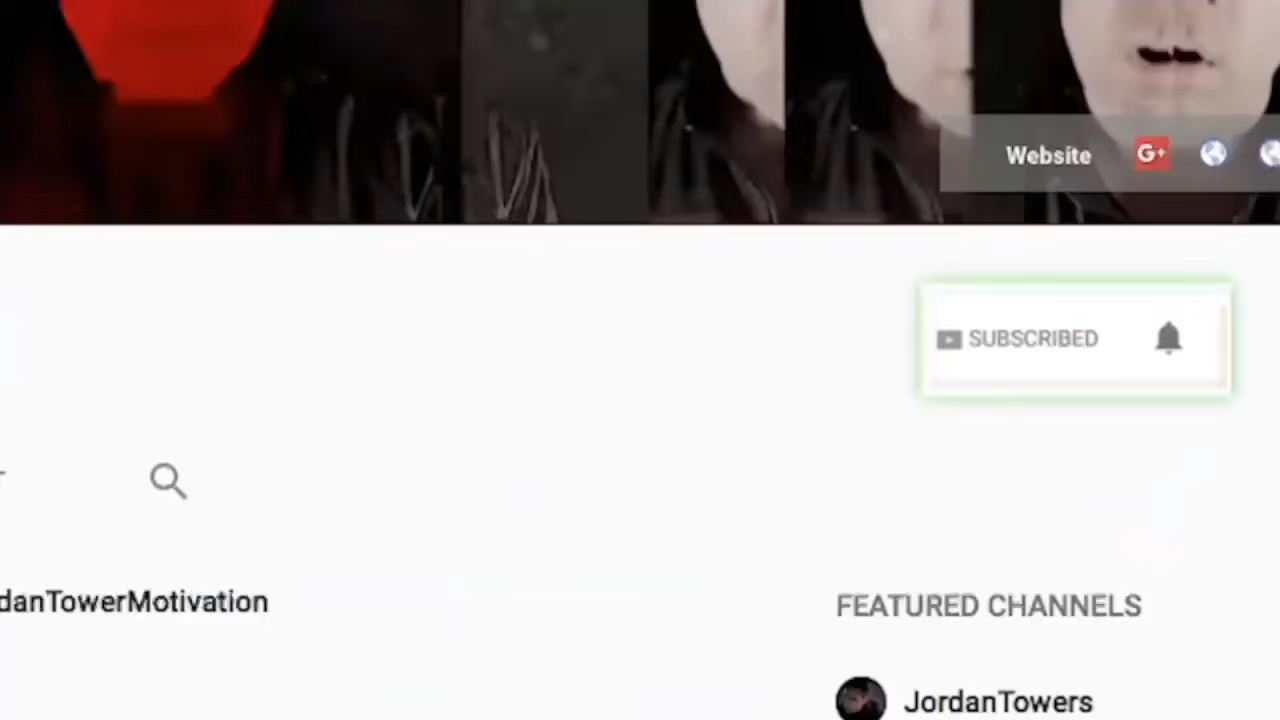 Website G+
SUBSCRIBED
danTowerMotivation
FEATURED CHANNELS
JordanTowers